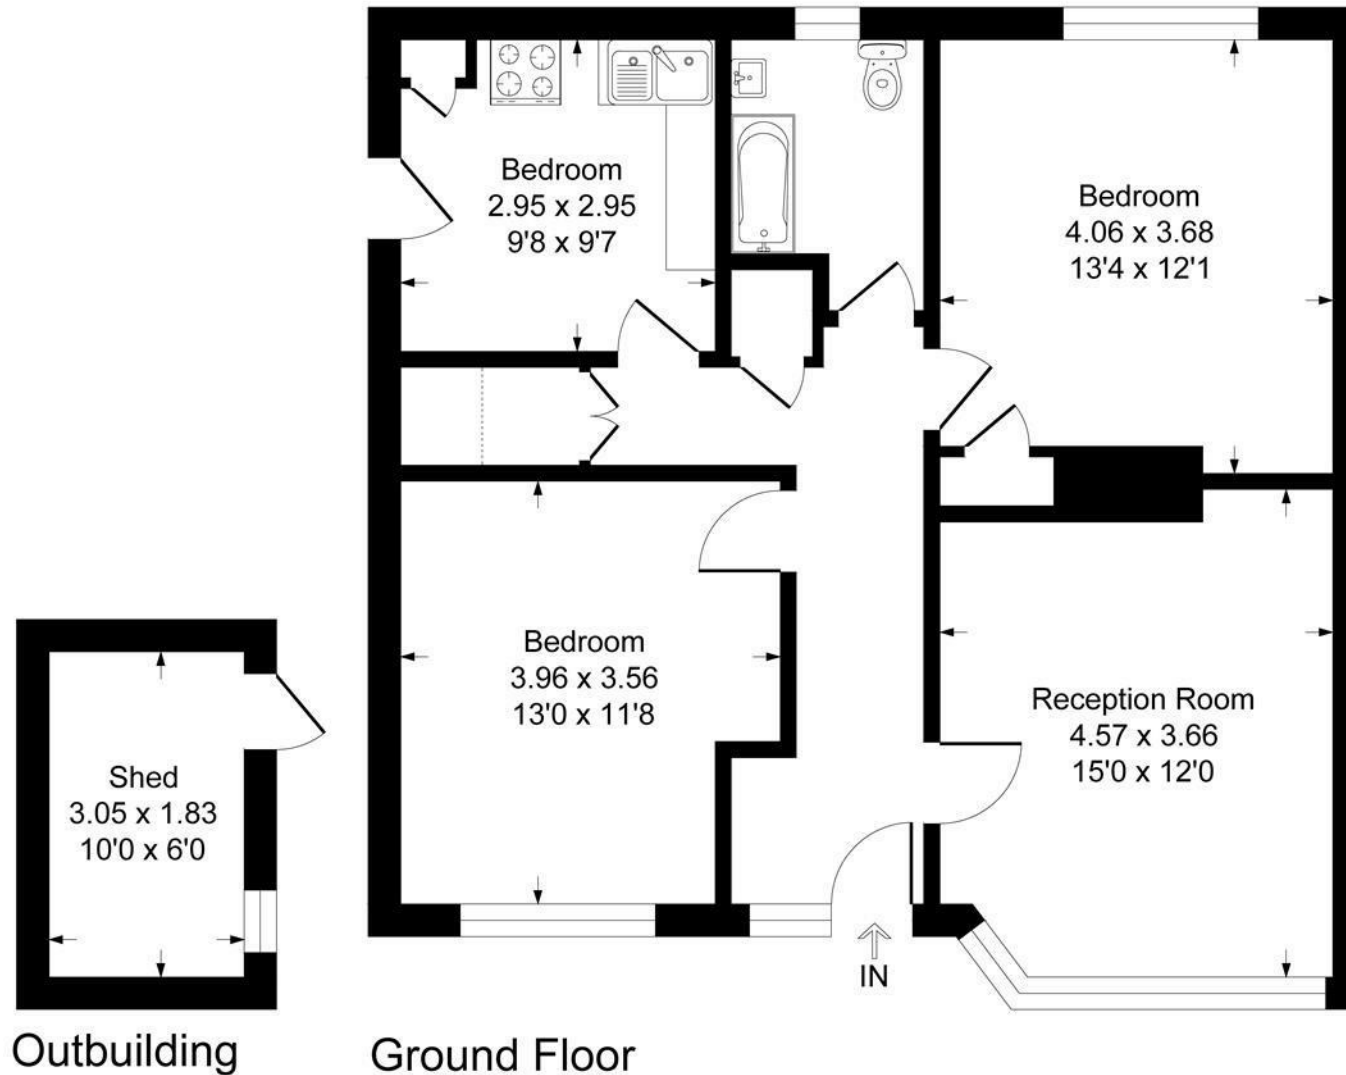 Bedroom
2.95 x 2.95
9'8 x 9'7
Bedroom
4.06 x 3.68
13'4 x 12'1
Bedroom
3.96 x 3.56
13'0 x 11'8
Reception Room
4.57 x 3.66
15'0 x 12'0
Shed
3.05 x 1.83
10'0 x 6'0
IN
Outbuilding
Ground Floor